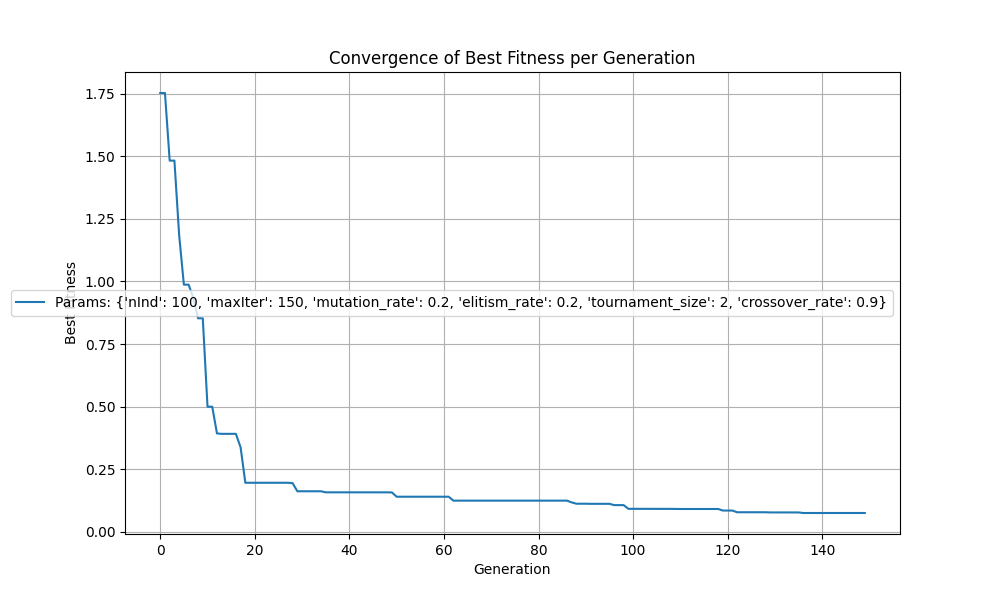 Convergence of Best Fitness per Generation
1.75
1.50
1.25
1.00
0.75
0.50
0.25
0.00
Best Fitness
Params: {'nInd': 100, 'maxIter': 150, 'mutation_rate': 0.2, 'elitism_rate': 0.2, 'tournament_size': 2, 'crossover_rate': 0.9}
0 20 40 60 80 100 120 140
Generation